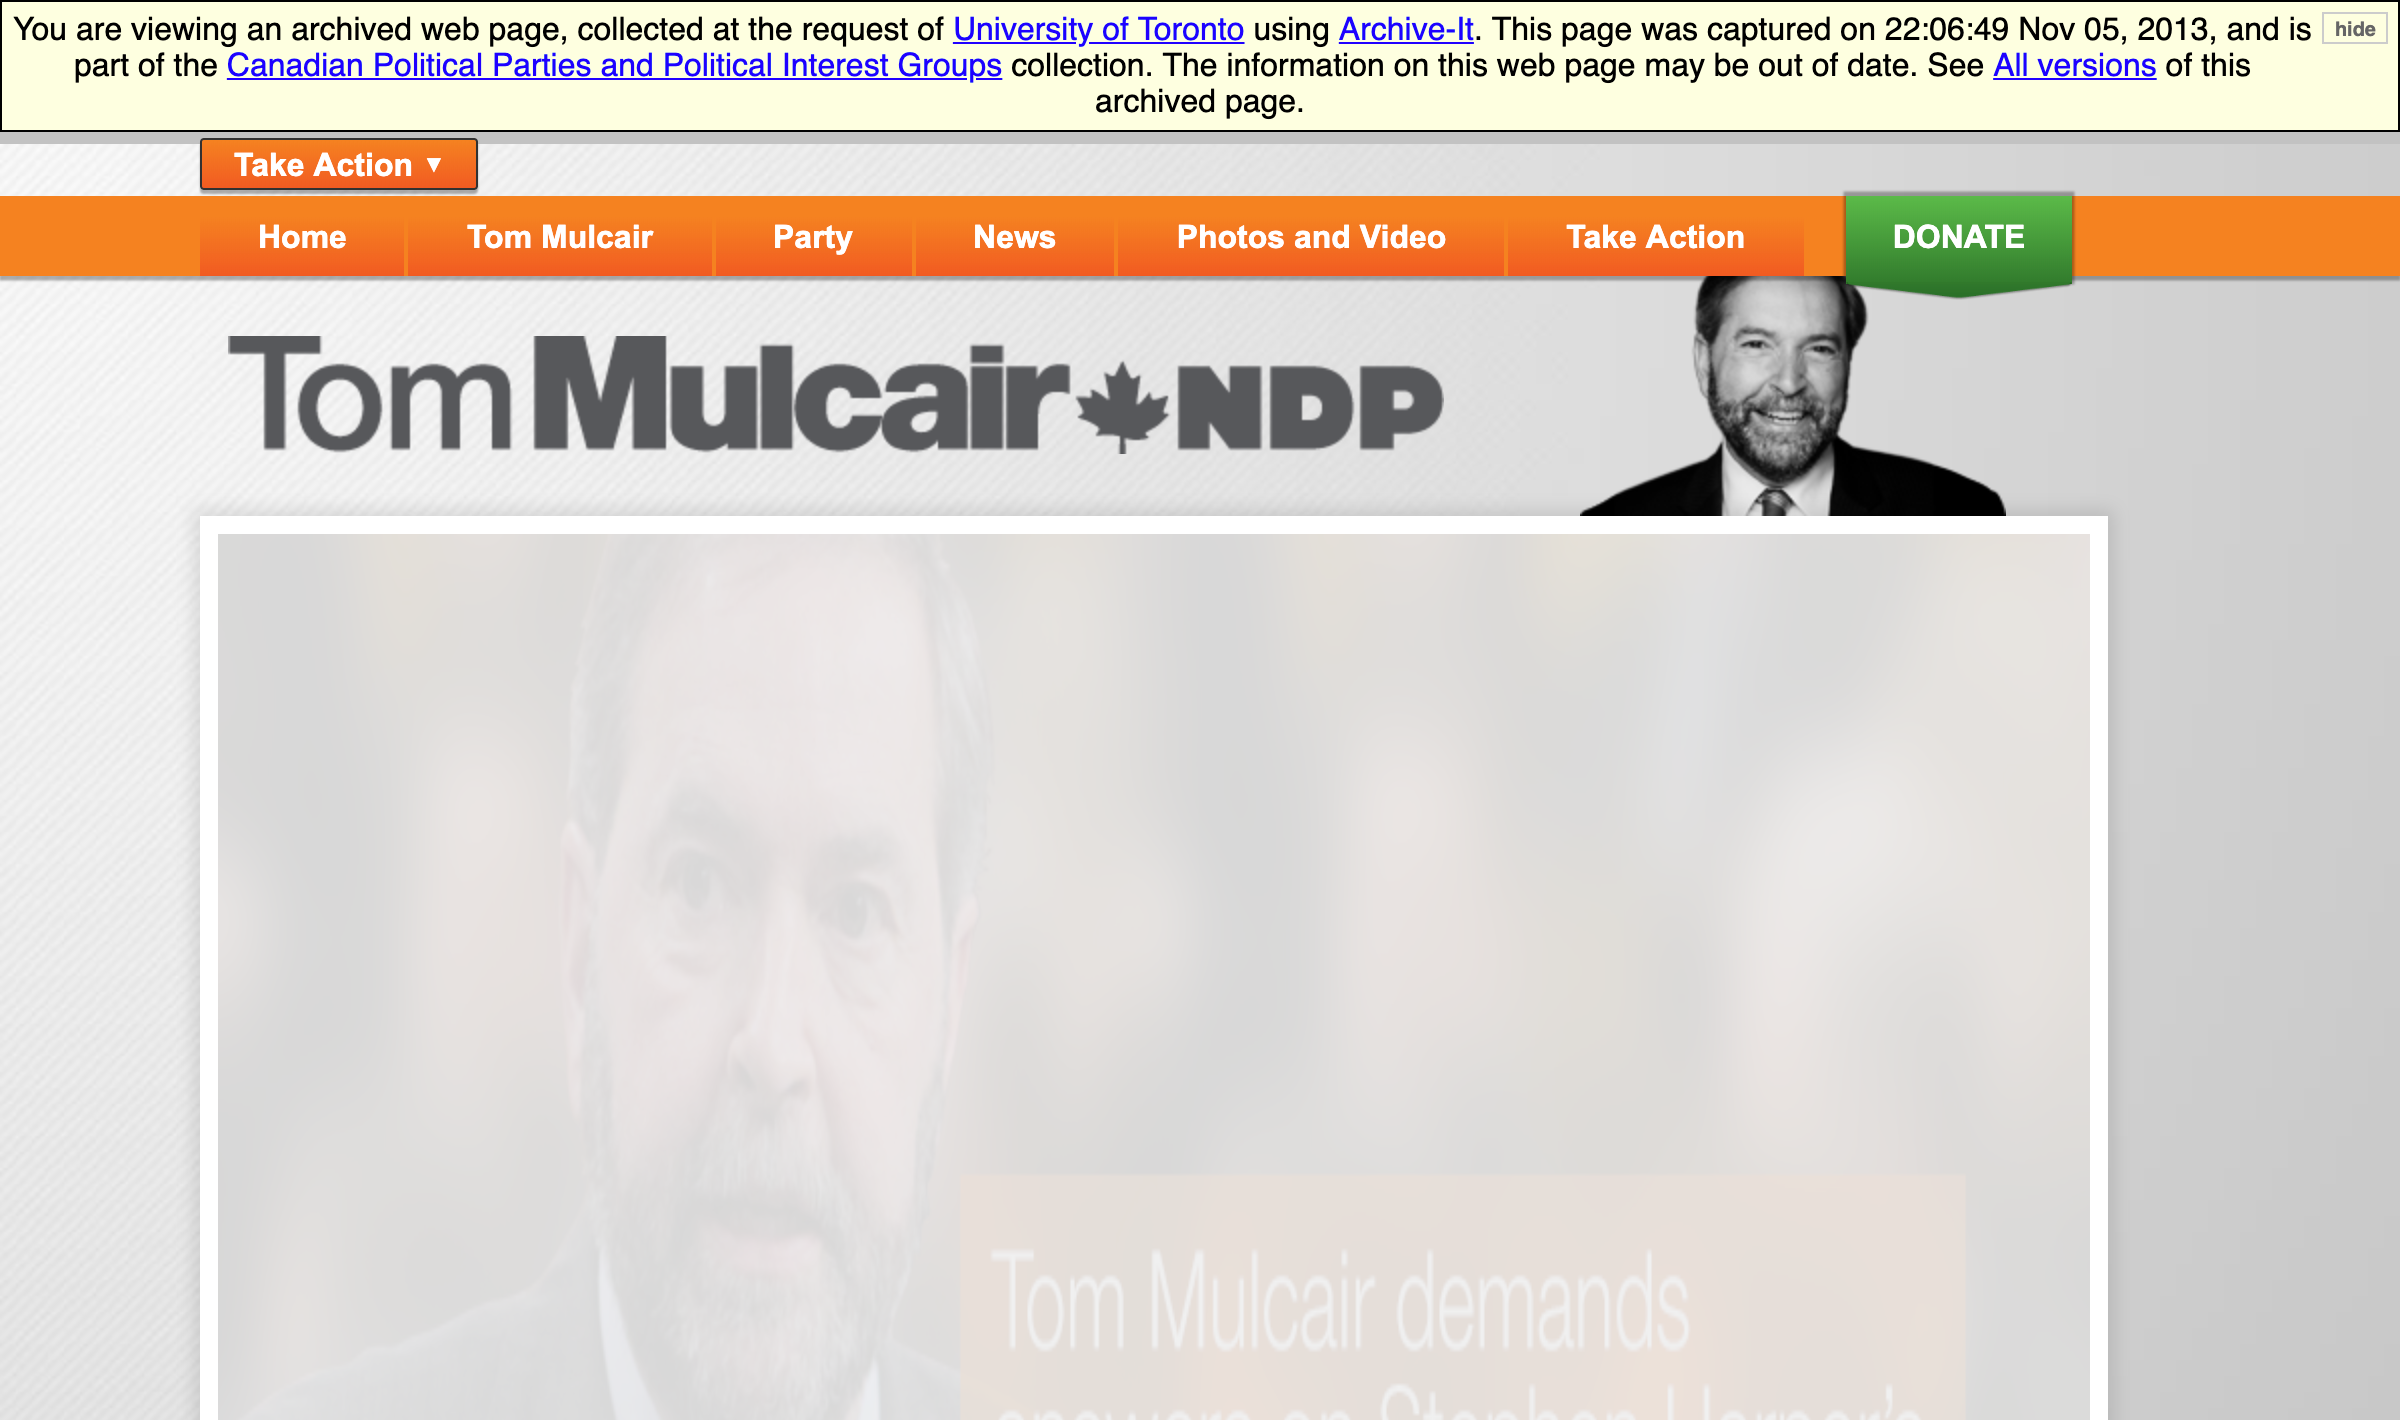 You are viewing an archived web page, collected at the request of University of Toronto using Archive-It. This page was captured on 22:06:49 Nov 05, 2013, and is hide
part of the Canadian Political Parties and Political Interest Groups collection. The information on this web page may be out of date. See All versions of this
archived page.
Take Action ▼
Home Tom Mulcair Party News Photos and Video Take Action DONATE
Tom Mulcair NDP
Tom Mulcair demands
answers on Stephen Harper's